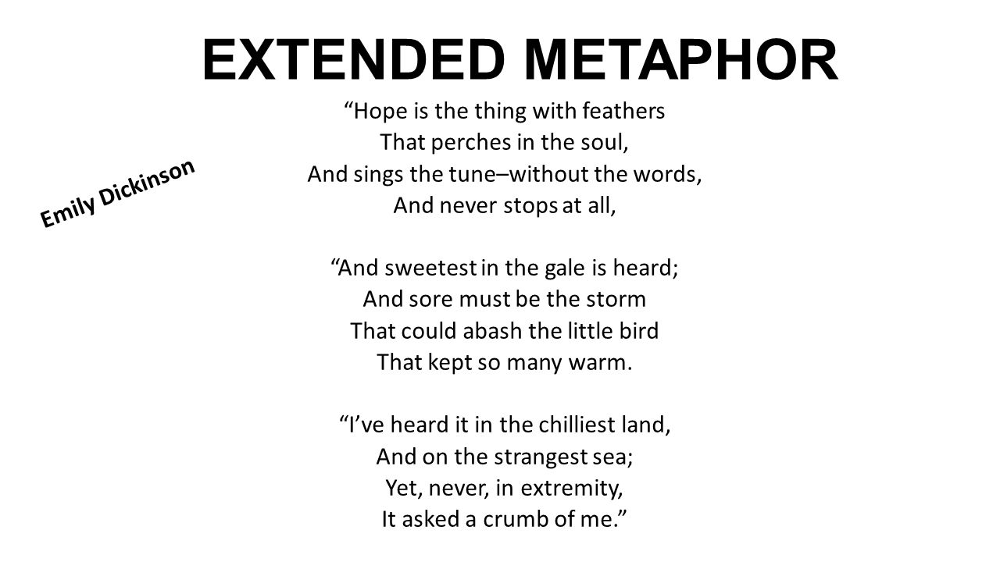 EXTENDED METAPHOR
“Hope is the thing with feathers
That perches in the soul,
And sings the tune–without the words,
And never stops at all,
Emily Dickinson
“And sweetest in the gale is heard;
And sore must be the storm
That could abash the little bird
That kept so many warm.
“I’ve heard it in the chilliest land,
And on the strangest sea;
Yet, never, in extremity,
It asked a crumb of me.”